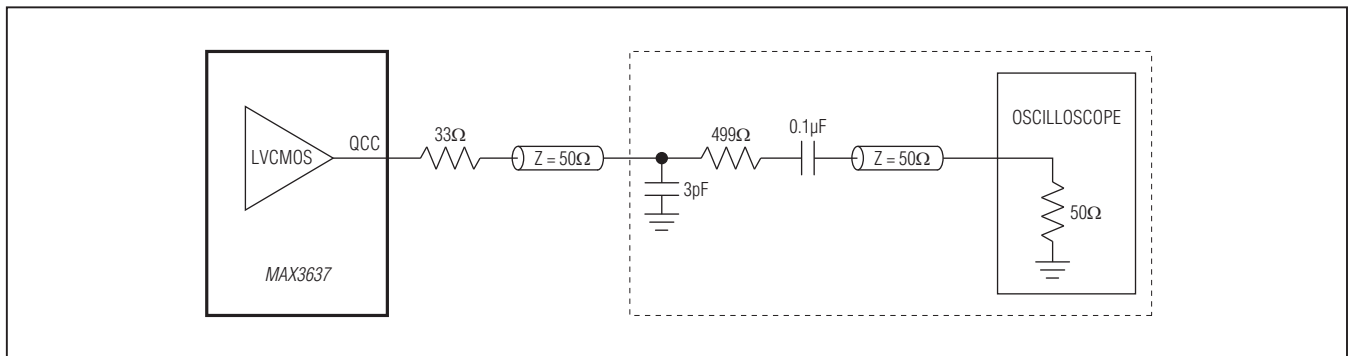 LVCMOS
QCC
33Ω
Z = 50Ω
3pF
499Ω
0.1µF
Z = 50Ω
OSCILLOSCOPE
50Ω
MAX3637